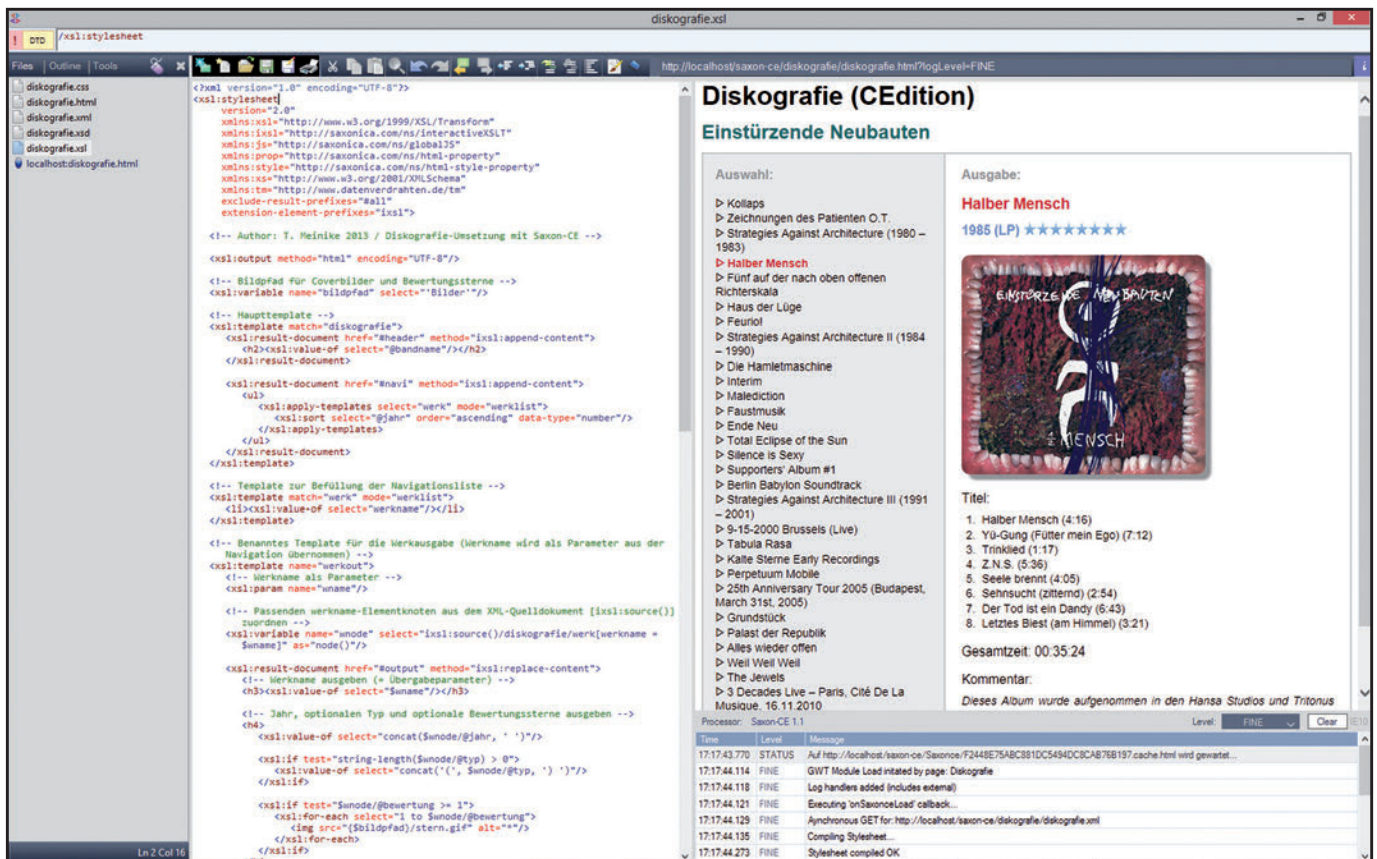 diskografie.xsl
! DTD /xsl:stylesheet
Files | Outline | Tools
http://localhost/saxon-ce/diskografie/diskografie.html?logLevel=FINE
diskografie.css
diskografie.html
diskografie.xml
diskografie.xsd
diskografie.xsl
localhost:diskografie.html
<?xml version="1.0" encoding="UTF-8"?>
<xsl:stylesheet
version="2.0"
xmlns:xsl="http://www.w3.org/1999/XSL/Transform"
xmlns:ixsl="http://saxonica.com/ns/interactiveXSLT"
xmlns:js="http://saxonica.com/ns/globalJS"
xmlns:prop="http://saxonica.com/ns/html-property"
xmlns:style="http://saxonica.com/ns/html-style-property"
xmlns:xs="http://www.w3.org/2001/XMLSchema"
xmlns:tm="http://www.datenverdrahten.de/tm"
exclude-result-prefixes="#all"
extension-element-prefixes="ixsl">
<!-- Author: T. Meinike 2013 / Diskografie-Umsetzung mit Saxon-CE -->
<xsl:output method="html" encoding="UTF-8"/>
<!-- Bildpfad für Coverbilder und Bewertungssterne -->
<xsl:variable name="bildpfad" select="'Bilder'"/>
<!-- Haupttemplate -->
<xsl:template match="diskografie">
<xsl:result-document href="#header" method="ixsl:append-content">
<h2><xsl:value-of select="@bandname"/></h2>
</xsl:result-document>
<xsl:result-document href="#navi" method="ixsl:append-content">
<ul>
<xsl:apply-templates select="werk" mode="werklist">
<xsl:sort select="@jahr" order="ascending" data-type="number"/>
</xsl:apply-templates>
</ul>
</xsl:result-document>
</xsl:template>
<!-- Template zur Befüllung der Navigationsliste -->
<xsl:template match="werk" mode="werklist">
<li><xsl:value-of select="werkname"/></li>
</xsl:template>
<!-- Benanntes Template für die Werkausgabe (Werkname wird als Parameter aus der
Navigation übernommen) -->
<xsl:template name="werkout">
<!-- Werkname als Parameter -->
<xsl:param name="wname"/>
<!-- Passenden werkname-Elementknoten aus dem XML-Quelldokument [ixsl:source()]
zuordnen -->
<xsl:variable name="wnode" select="ixsl:source()/diskografie/werk[werkname =
$wname]" as="node()"/>
<xsl:result-document href="#output" method="ixsl:replace-content">
<!-- Werkname ausgeben (= Übergabeparameter) -->
<h3><xsl:value-of select="$wname"/></h3>
<!-- Jahr, optionalen Typ und optionale Bewertungssterne ausgeben -->
<h4>
<xsl:value-of select="concat($wnode/@jahr, ' ')"/>
<xsl:if test="string-length($wnode/@typ) > 0">
<xsl:value-of select="concat('(', $wnode/@typ, ') ')"/>
</xsl:if>
<xsl:if test="$wnode/@bewertung >= 1">
<xsl:for-each select="1 to $wnode/@bewertung">
<img src="{$bildpfad}/stern.gif" alt="*"/>
</xsl:for-each>
</xsl:if>
Ln 2 Col 16
Diskografie (CEdition)
Einstürzende Neubauten
Auswahl:
▷ Kollaps
▷ Zeichnungen des Patienten O.T.
▷ Strategies Against Architecture (1980 –
1983)
▷ Halber Mensch
▷ Fünf auf der nach oben offenen
Richterskala
▷ Haus der Lüge
▷ Feurio!
▷ Strategies Against Architecture II (1984
– 1990)
▷ Die Hamletmaschine
▷ Interim
▷ Malediction
▷ Faustmusik
▷ Ende Neu
▷ Total Eclipse of the Sun
▷ Silence is Sexy
▷ Supporters' Album #1
▷ Berlin Babylon Soundtrack
▷ Strategies Against Architecture III (1991
– 2001)
▷ 9-15-2000 Brussels (Live)
▷ Tabula Rasa
▷ Kalte Sterne Early Recordings
▷ Perpetuum Mobile
▷ 25th Anniversary Tour 2005 (Budapest,
March 31st, 2005)
▷ Grundstück
▷ Palast der Republik
▷ Alles wieder offen
▷ Weil Weil Weil
▷ The Jewels
▷ 3 Decades Live – Paris, Cité De La
Musique, 16.11.2010
Ausgabe:
Halber Mensch
1985 (LP) ★★★★★★★★
EINSTÜRZE DE NEUBAUTEN
½ MENSCH
Titel:
1. Halber Mensch (4:16)
2. Yü-Gung (Fütter mein Ego) (7:12)
3. Trinklied (1:17)
4. Z.N.S. (5:36)
5. Seele brennt (4:05)
6. Sehnsucht (zitternd) (2:54)
7. Der Tod ist ein Dandy (6:43)
8. Letztes Biest (am Himmel) (3:21)
Gesamtzeit: 00:35:24
Kommentar:
Dieses Album wurde aufgenommen in den Hansa Studios und Tritonus
Processor: Saxon-CE 1.1 Level: FINE Clear IE10
Time Level Message
17:17:43.770 STATUS Auf http://localhost/saxon-ce/Saxonce/F2448E75ABC881DC5494DC8CAB76B197.cache.html wird gewartet...
17:17:44.114 FINE GWT Module Load initated by page: Diskografie
17:17:44.118 FINE Log handlers added (includes external)
17:17:44.121 FINE Executing 'onSaxonceLoad' callback...
17:17:44.129 FINE Aynchronous GET for: http://localhost/saxon-ce/diskografie/diskografie.xml
17:17:44.135 FINE Compiling Stylesheet...
17:17:44.273 FINE Stylesheet compiled OK